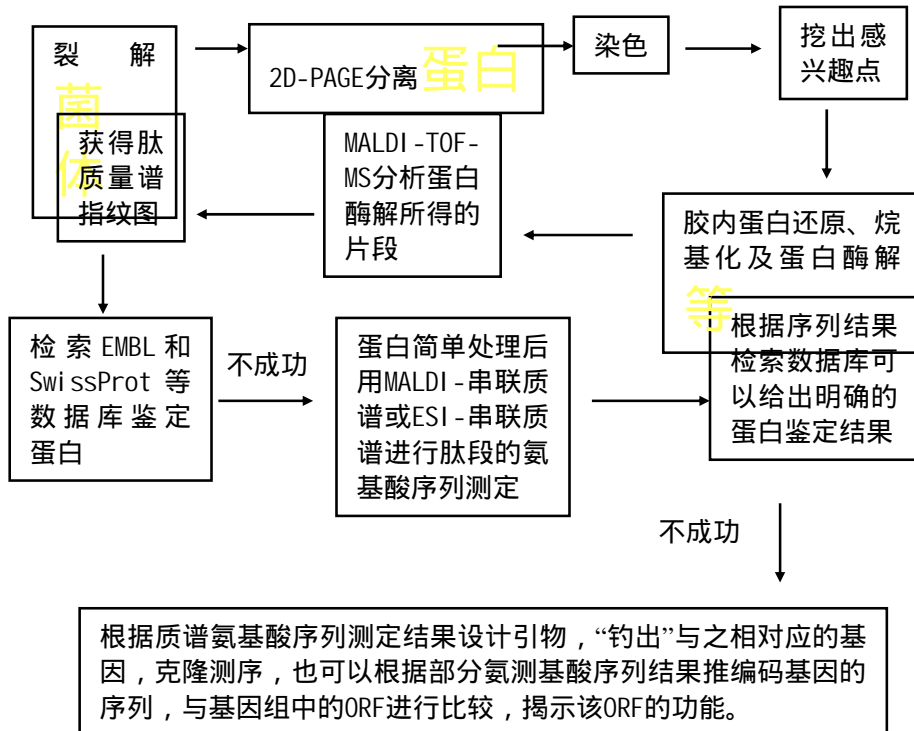 裂解
菌
体
2D-PAGE分离蛋白
染色
挖出感
兴趣点
胶内蛋白还原、烷
基化及蛋白酶解
等
MALDI-TOF-
MS分析蛋白
酶解所得的
片段
获得肽
质量谱
指纹图
检索EMBL和
SwissProt等
数据库鉴定
蛋白
不成功
蛋白简单处理后
用MALDI-串联质
谱或ESI-串联质
谱进行肽段的氨
基酸序列测定
根据序列结果
检索数据库可
以给出明确的
蛋白鉴定结果
不成功
根据质谱氨基酸序列测定结果设计引物，“钓出”与之相对应的基
因，克隆测序，也可以根据部分氨测基酸序列结果推编码基因的
序列，与基因组中的ORF进行比较，揭示该ORF的功能。